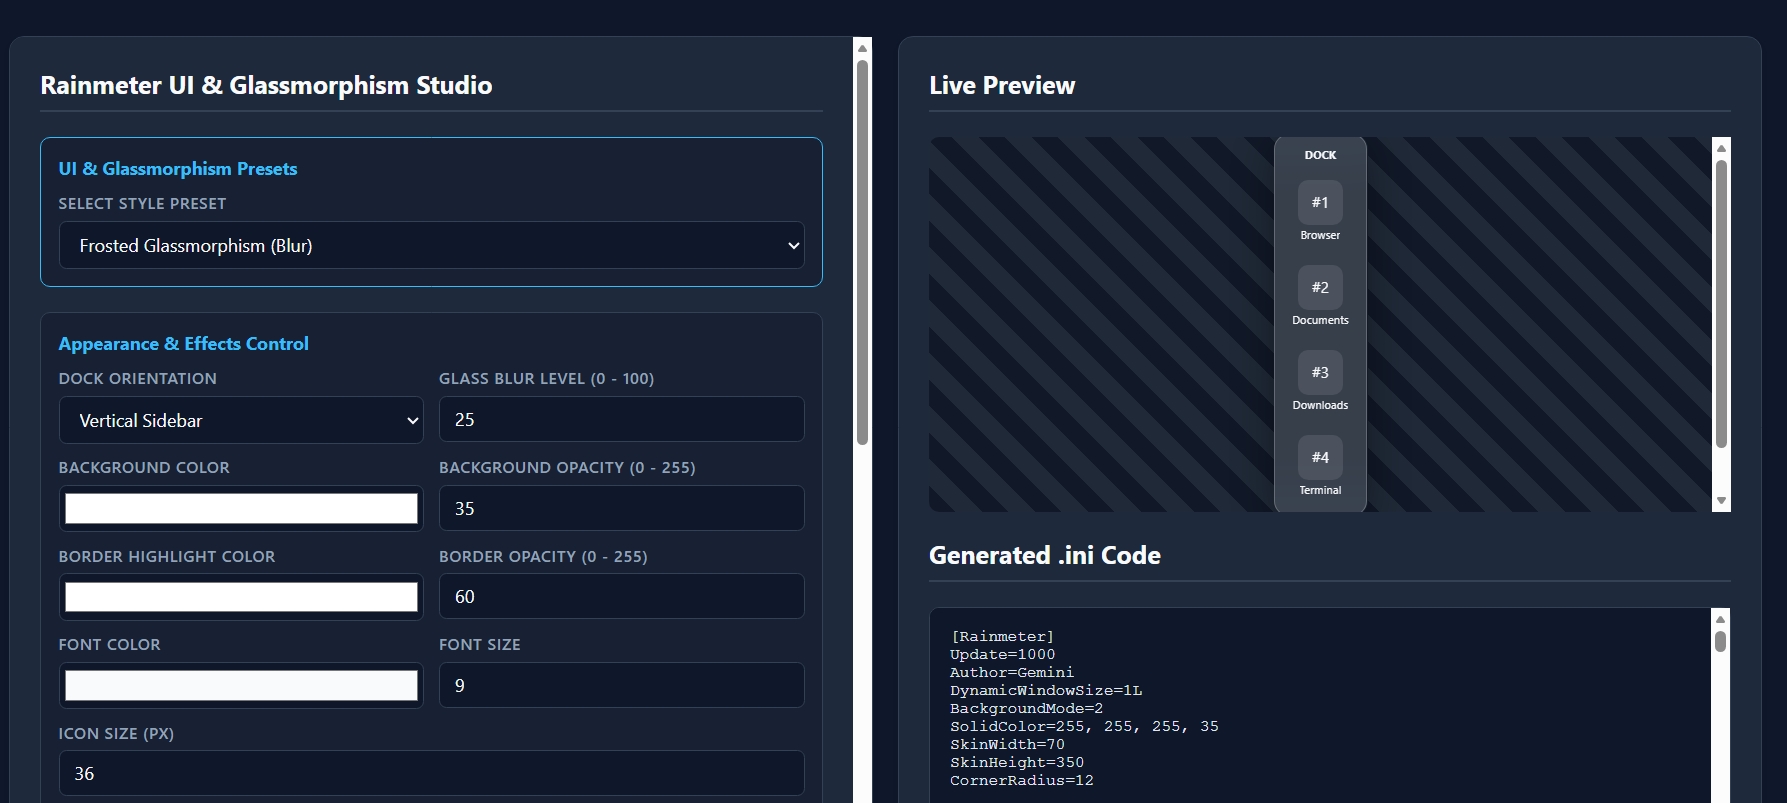 Rainmeter UI & Glassmorphism Studio
UI & Glassmorphism Presets
SELECT STYLE PRESET
Frosted Glassmorphism (Blur)
Appearance & Effects Control
DOCK ORIENTATION
Vertical Sidebar
GLASS BLUR LEVEL (0 - 100)
25
BACKGROUND COLOR
BACKGROUND OPACITY (0 - 255)
35
BORDER HIGHLIGHT COLOR
BORDER OPACITY (0 - 255)
60
FONT COLOR
FONT SIZE
9
ICON SIZE (PX)
36
Live Preview
DOCK
#1
Browser
#2
Documents
#3
Downloads
#4
Terminal
Generated .ini Code
[Rainmeter]
Update=1000
Author=Gemini
DynamicWindowSize=1L
BackgroundMode=2
SolidColor=255, 255, 255, 35
SkinWidth=70
SkinHeight=350
CornerRadius=12